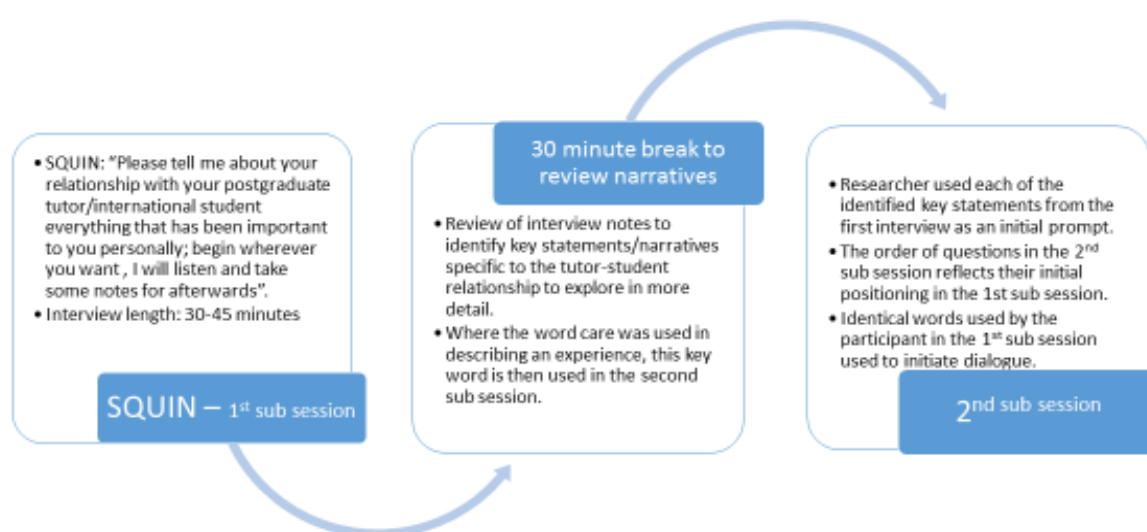 • SQUIN: "Please tell me about your
relationship with your postgraduate
tutor/international student
everything that has been important
to you personally; begin wherever
you want , I will listen and take
some notes for afterwards".
• Interview length: 30-45 minutes
SQUIN – 1st sub session
30 minute break to
review narratives
• Review of interview notes to
identify key statements/narratives
specific to the tutor-student
relationship to explore in more
detail.
• Where the word care was used in
describing an experience, this key
word is then used in the second
sub session.
• Researcher used each of the
identified key statements from the
first interview as an initial prompt.
• The order of questions in the 2nd
sub session reflects their initial
positioning in the 1st sub session.
• Identical words used by the
participant in the 1st sub session
used to initiate dialogue.
2nd sub session